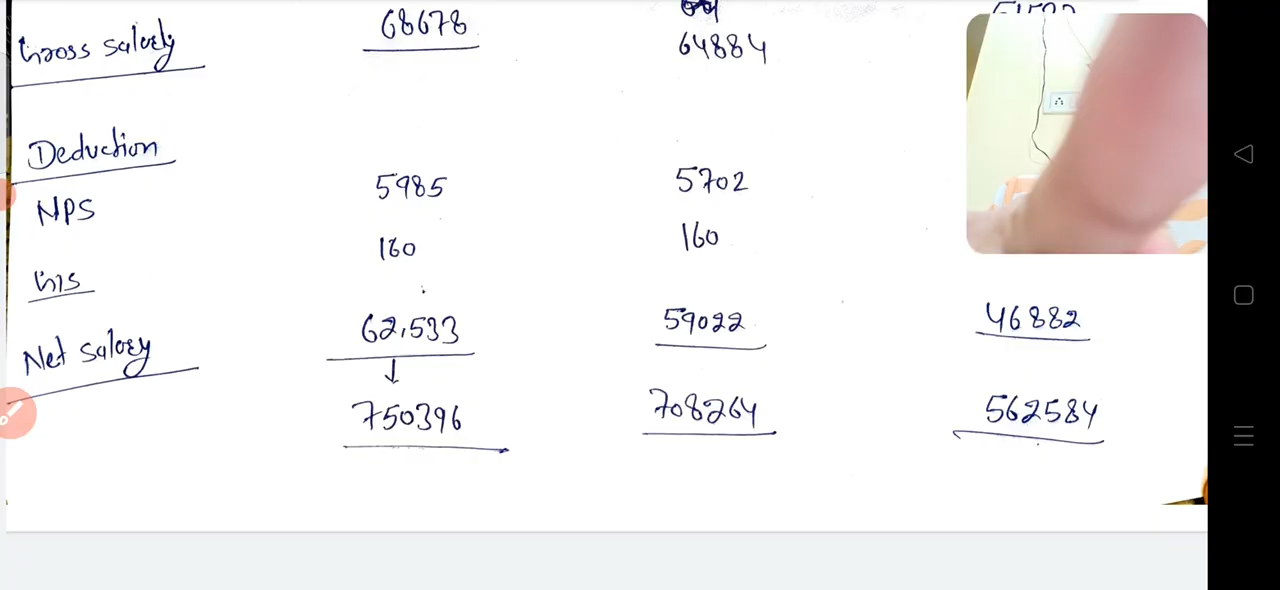 Gross salary 68678 64884
Deduction
NPS 5985 5702
GIS 160 160
Net salary 62,533 59022 46882
750396 708264 562584